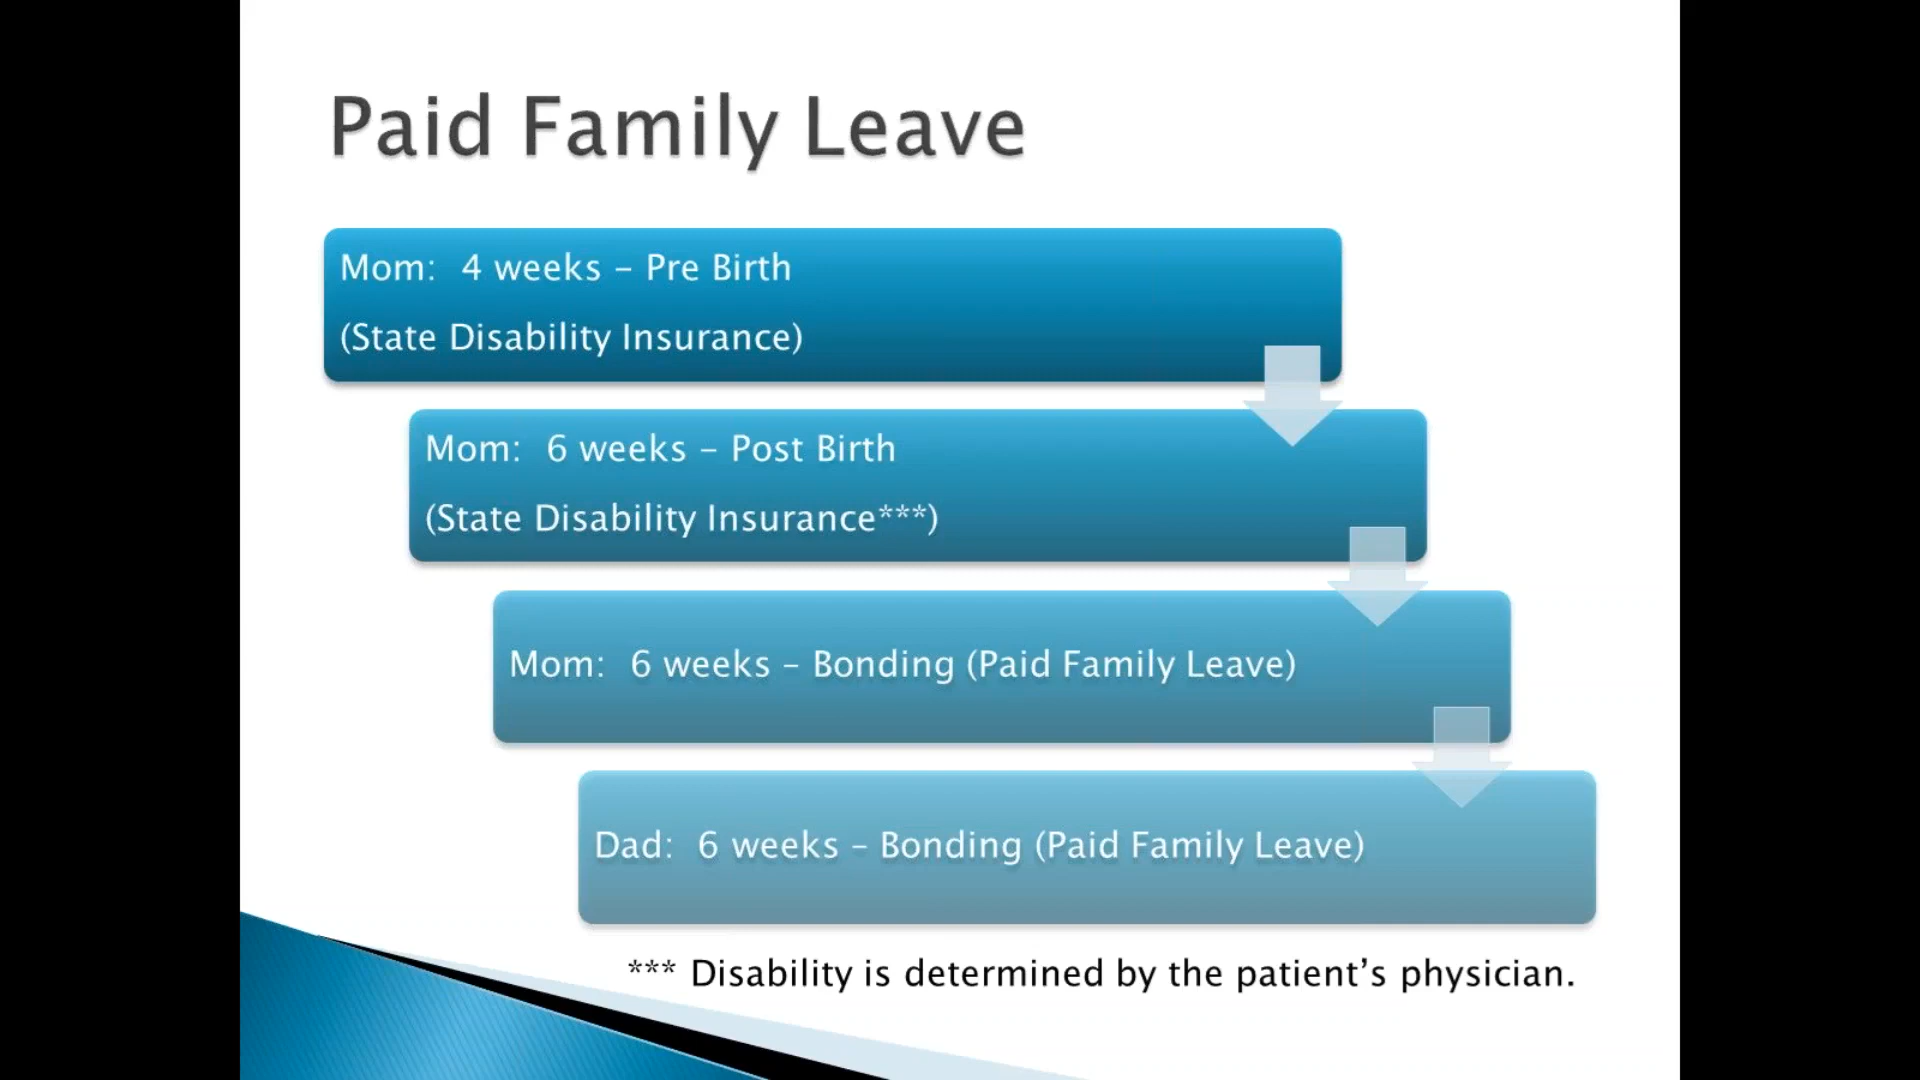 Paid Family Leave
Mom:  4 weeks – Pre Birth
(State Disability Insurance)
Mom:  6 weeks – Post Birth
(State Disability Insurance***)
Mom:  6 weeks – Bonding (Paid Family Leave)
Dad:  6 weeks – Bonding (Paid Family Leave)
*** Disability is determined by the patient’s physician.